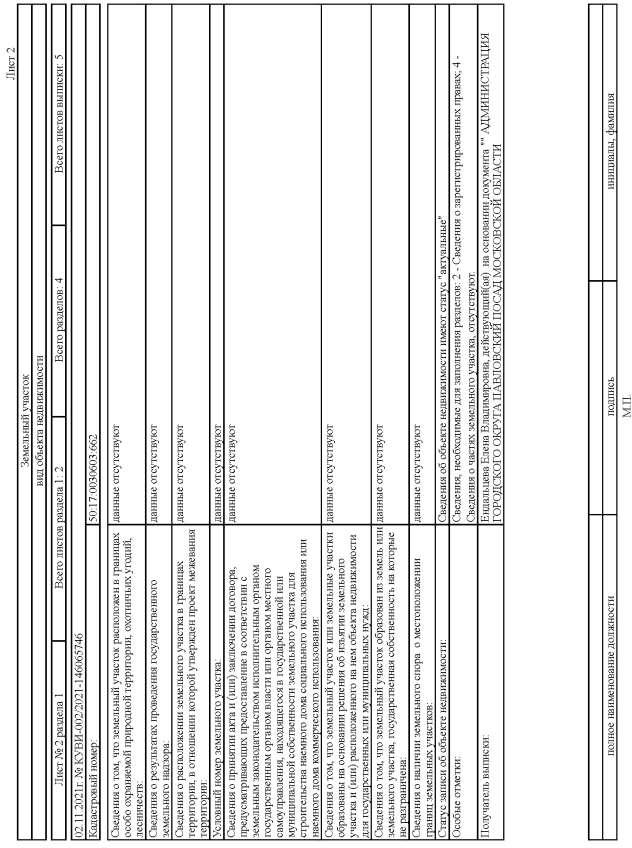 Лист 2
Земельный участок
вид объекта недвижимости
Лист № 2 раздела 1
Всего листов раздела 1: 2
Всего разделов: 4
Всего листов выписки: 5
02.11.2021г. № КУВИ-002/2021-146065746
Кадастровый номер:
50:17:0030603:662
Сведения о том, что земельный участок расположен в границах
особо охраняемой природной территории, охотничьих угодий,
лесничеств:
данные отсутствуют
Сведения о результатах проведения государственного
земельного надзора:
данные отсутствуют
Сведения о расположении земельного участка в границах
территории, в отношении которой утвержден проект межевания
территории:
данные отсутствуют
Условный номер земельного участка:
данные отсутствуют
Сведения о принятии акта и (или) заключении договора,
предусматривающих предоставление в соответствии с
земельным законодательством исполнительным органом
государственным органом власти или органом местного
самоуправления, находящегося в государственной или
муниципальной собственности земельного участка для
строительства наемного дома социального использования или
наемного дома коммерческого использования:
данные отсутствуют
Сведения о том, что земельный участок или земельные участки
образованы на основании решения об изъятии земельного
участка и (или) расположенного на нем объекта недвижимости
для государственных или муниципальных нужд:
данные отсутствуют
Сведения о том, что земельный участок образован из земель или
земельного участка, государственная собственность на которые
не разграничена:
данные отсутствуют
Сведения о наличии земельного спора о местоположении
границ земельных участков:
данные отсутствуют
Статус записи об объекте недвижимости:
Сведения об объекте недвижимости имеют статус "актуальные"
Особые отметки:
Сведения, необходимые для заполнения разделов: 2 - Сведения о зарегистрированных правах; 4 -
Сведения о частях земельного участка, отсутствуют.
Получатель выписки:
Ендальцева Елена Владимировна, действующий(ая) на основании документа "" АДМИНИСТРАЦИЯ
ГОРОДСКОГО ОКРУГА ПАВЛОВСКИЙ ПОСАД МОСКОВСКОЙ ОБЛАСТИ
полное наименование должности
подпись
инициалы, фамилия
М.П.